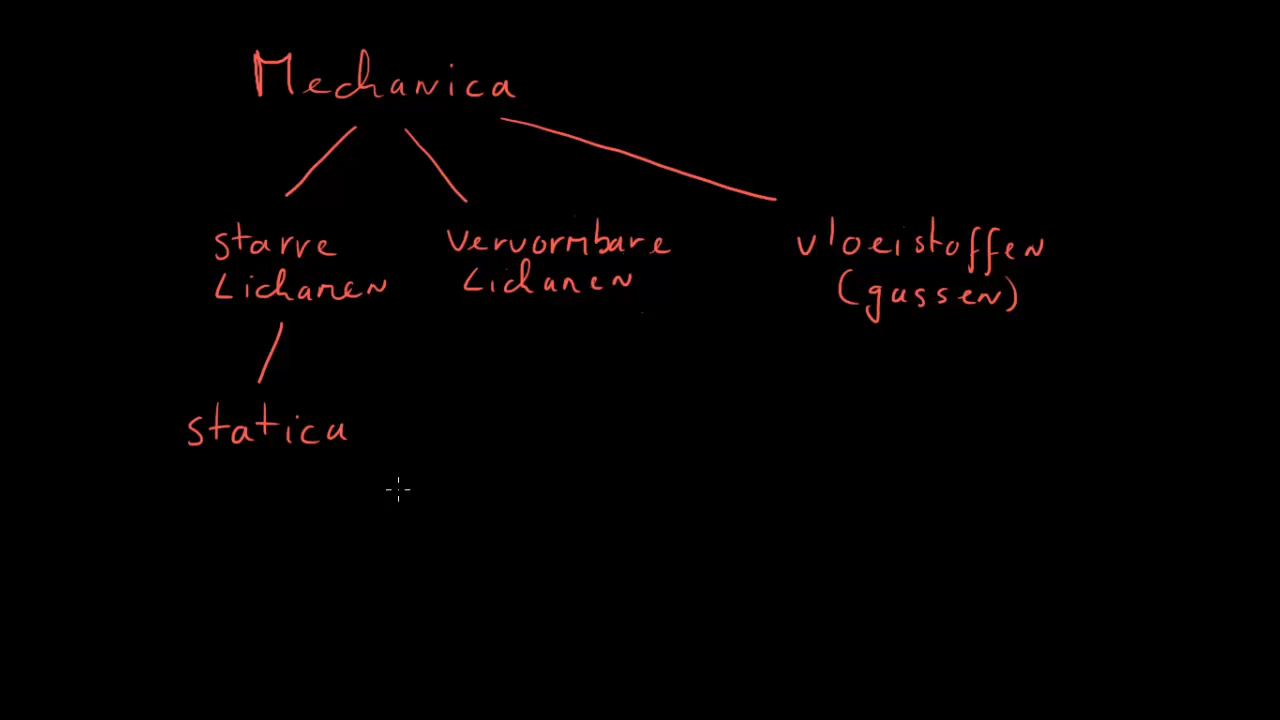 Mechanica
starre
Lichamen
vervormbare
Lichamen
vloeistoffen
(gassen)
statica